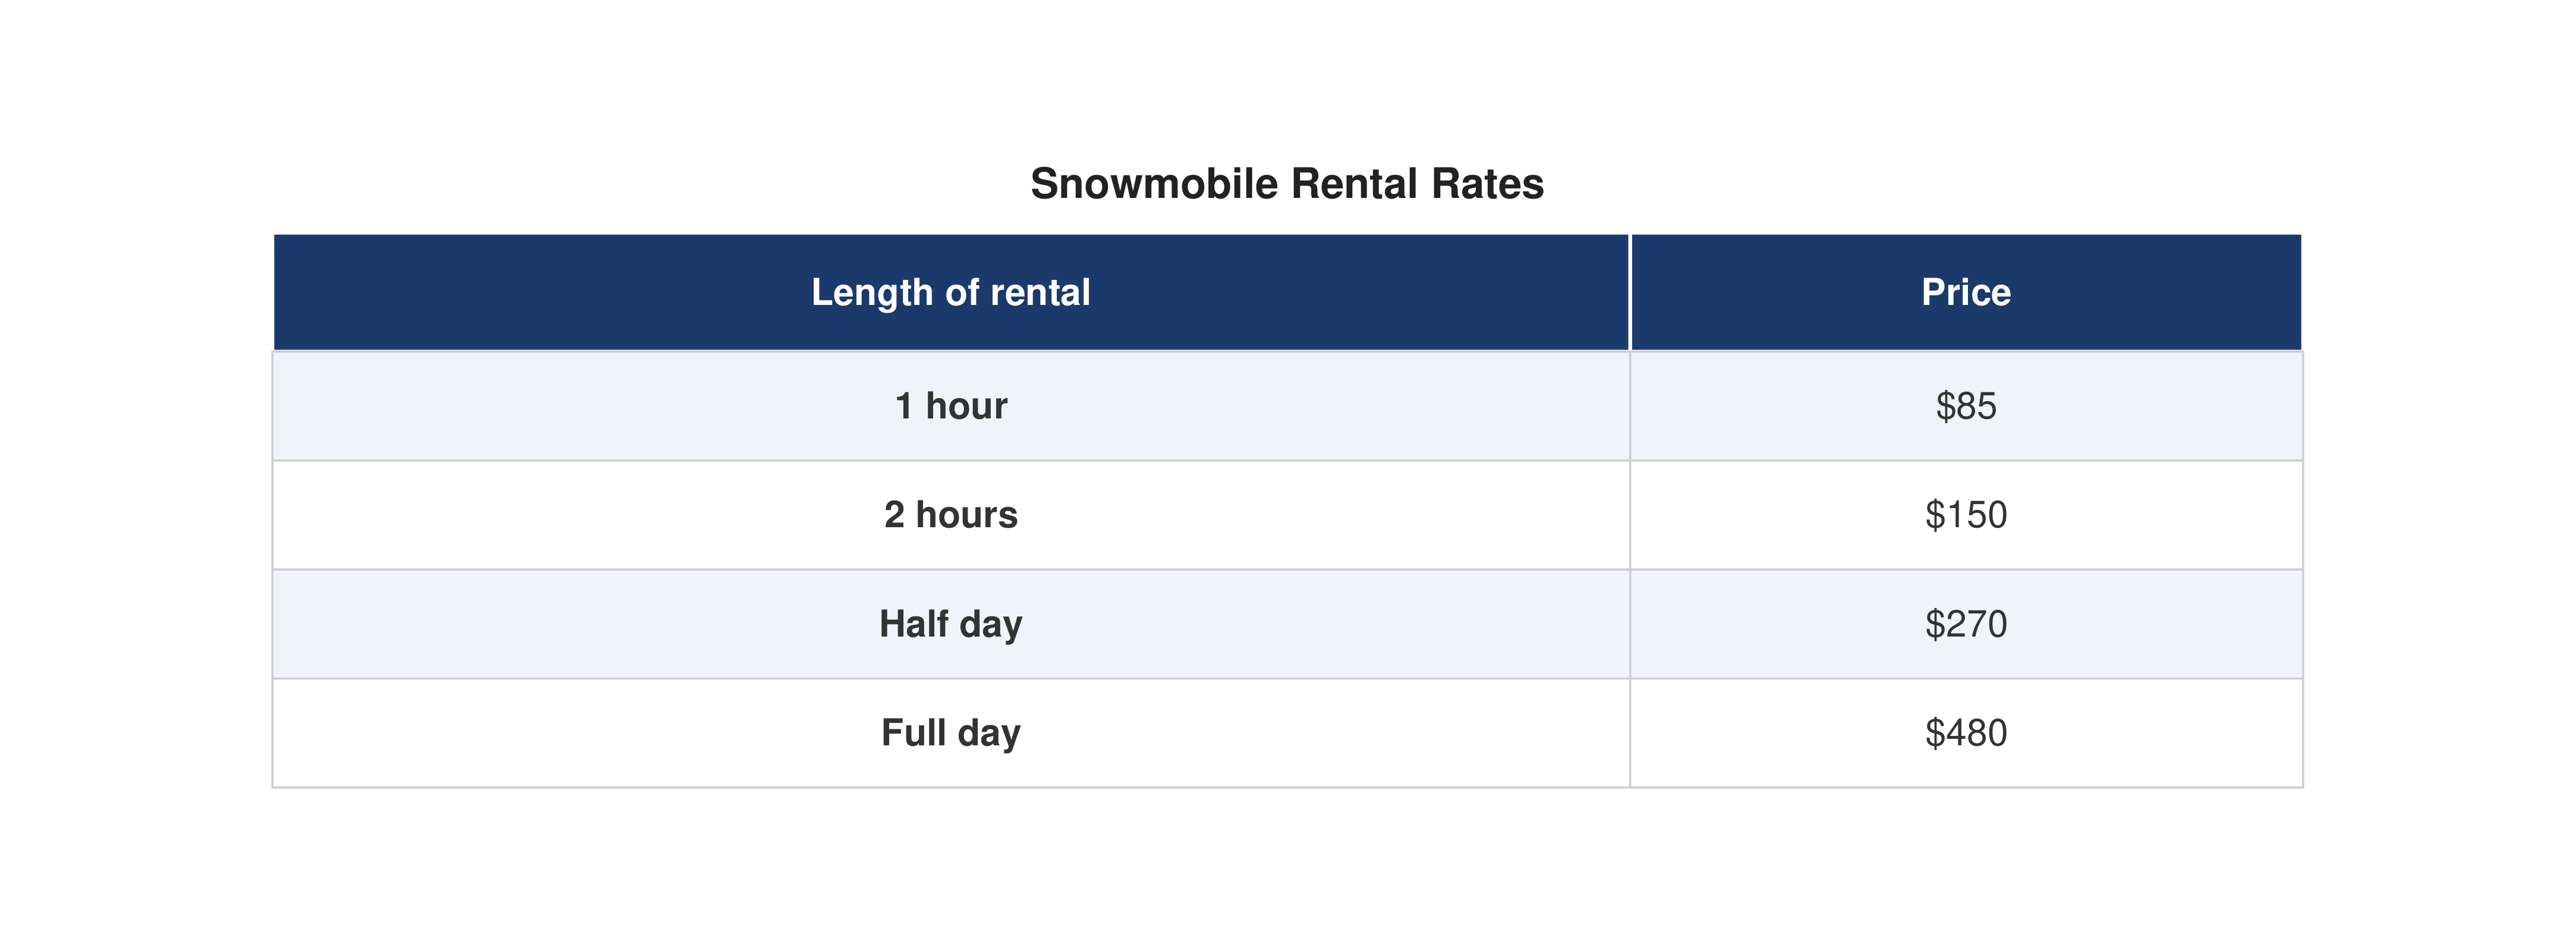 Snowmobile Rental Rates
Length of rental Price
1 hour $85
2 hours $150
Half day $270
Full day $480